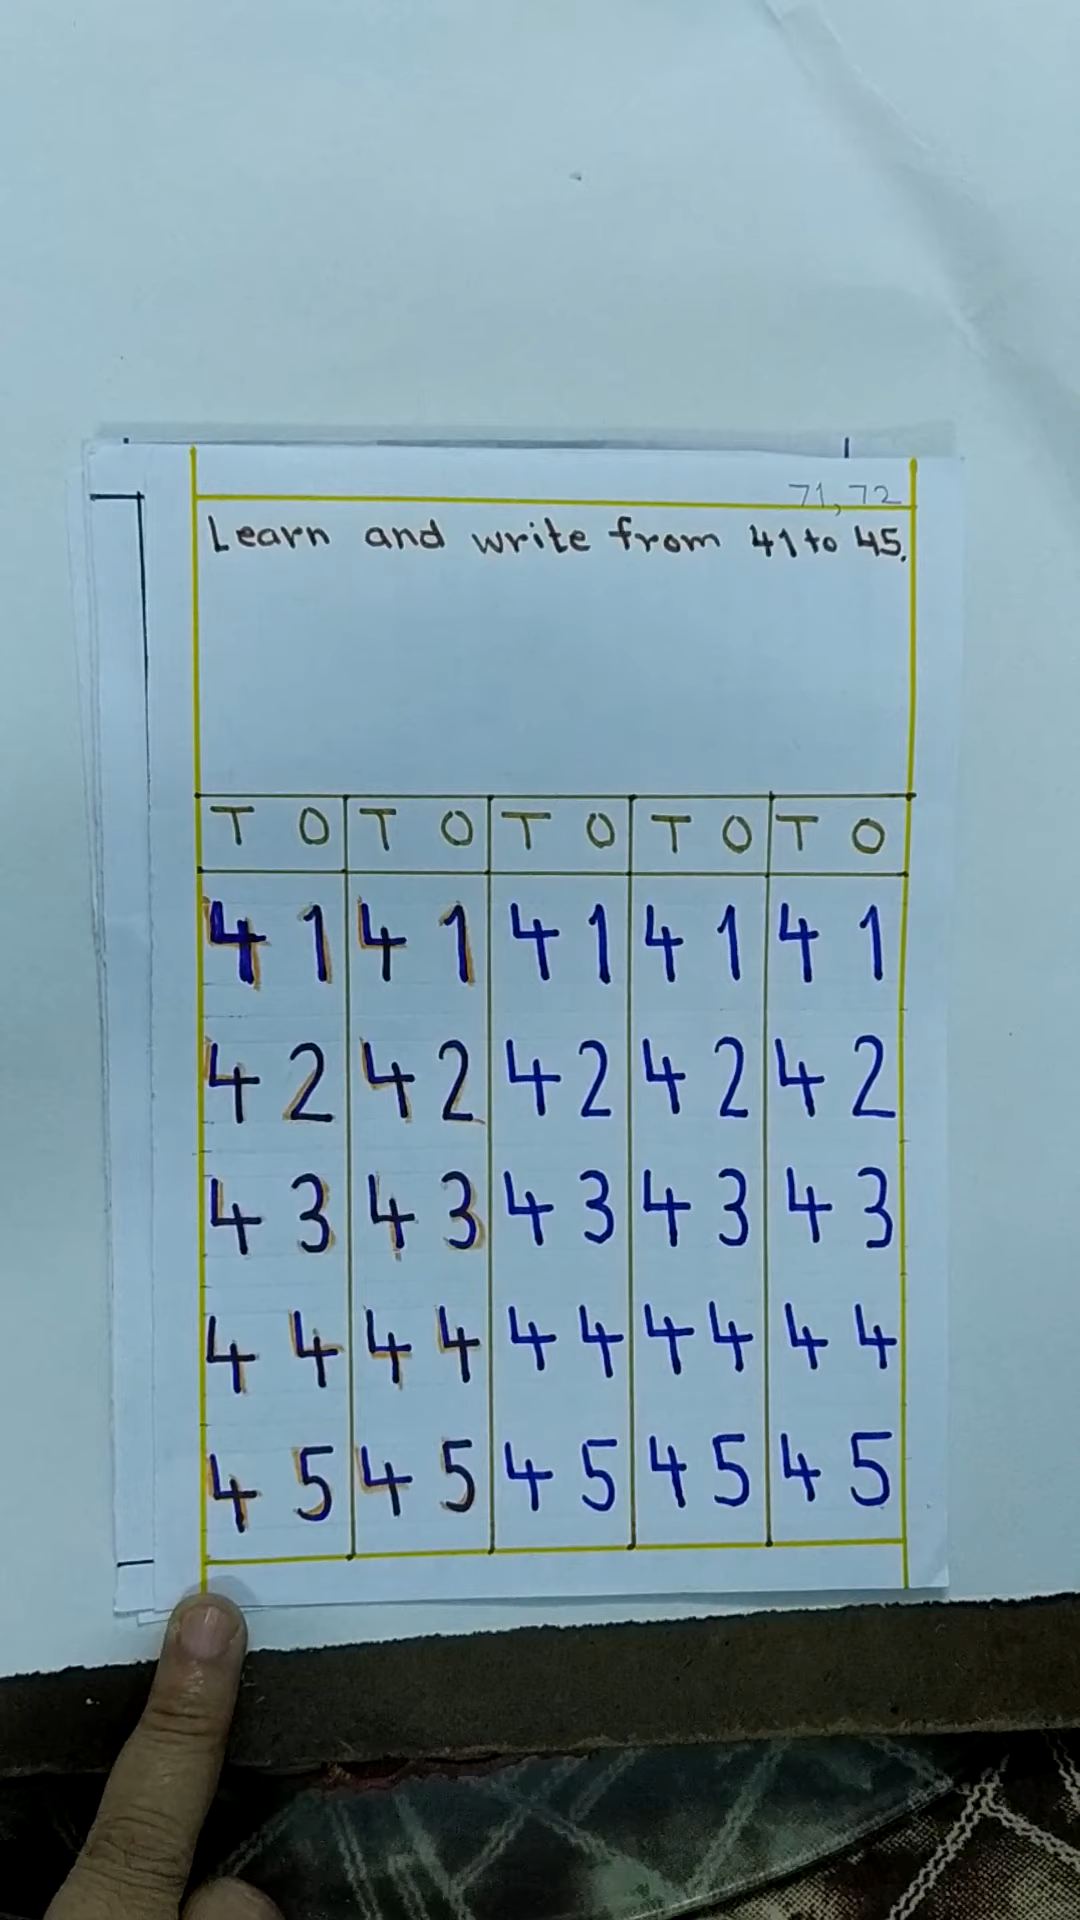 71, 72
Learn and write from 41 to 45.
T O T O T O T O T O
4 1 4 1 4 1 4 1 4 1
4 2 4 2 4 2 4 2 4 2
4 3 4 3 4 3 4 3 4 3
4 4 4 4 4 4 4 4 4 4
4 5 4 5 4 5 4 5 4 5